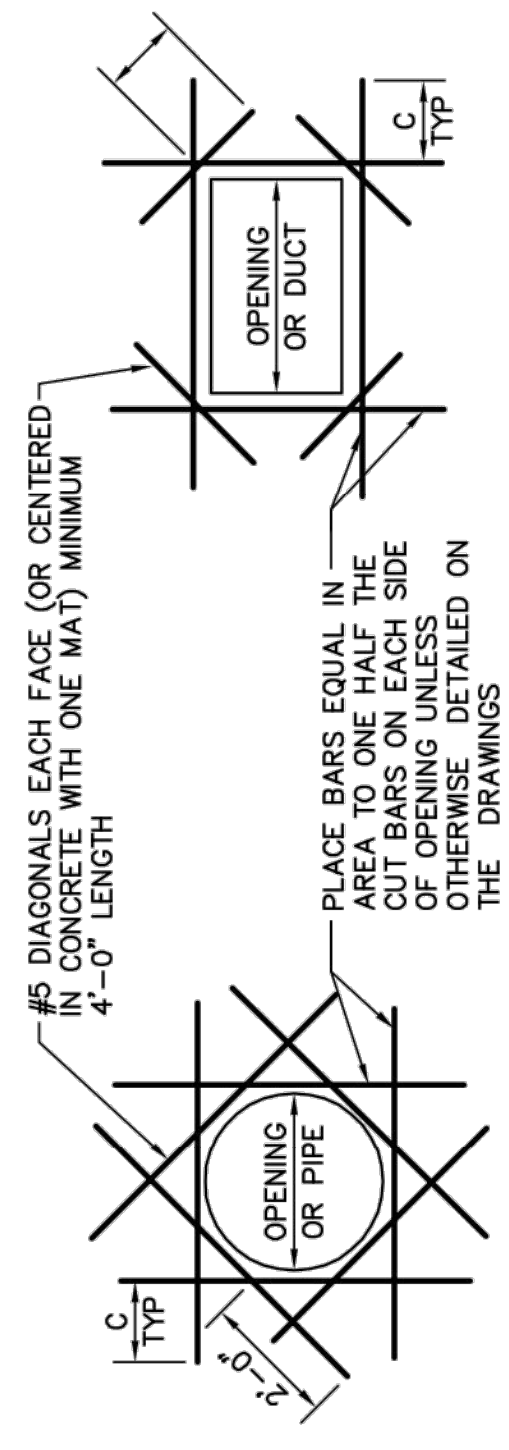 #5 DIAGONALS EACH FACE (OR CENTERED
IN CONCRETE WITH ONE MAT) MINIMUM
4'-0" LENGTH
C
TYP
OPENING
OR PIPE
2'-0"
PLACE BARS EQUAL IN
AREA TO ONE HALF THE
CUT BARS ON EACH SIDE
OF OPENING UNLESS
OTHERWISE DETAILED ON
THE DRAWINGS
OPENING
OR DUCT
C
TYP